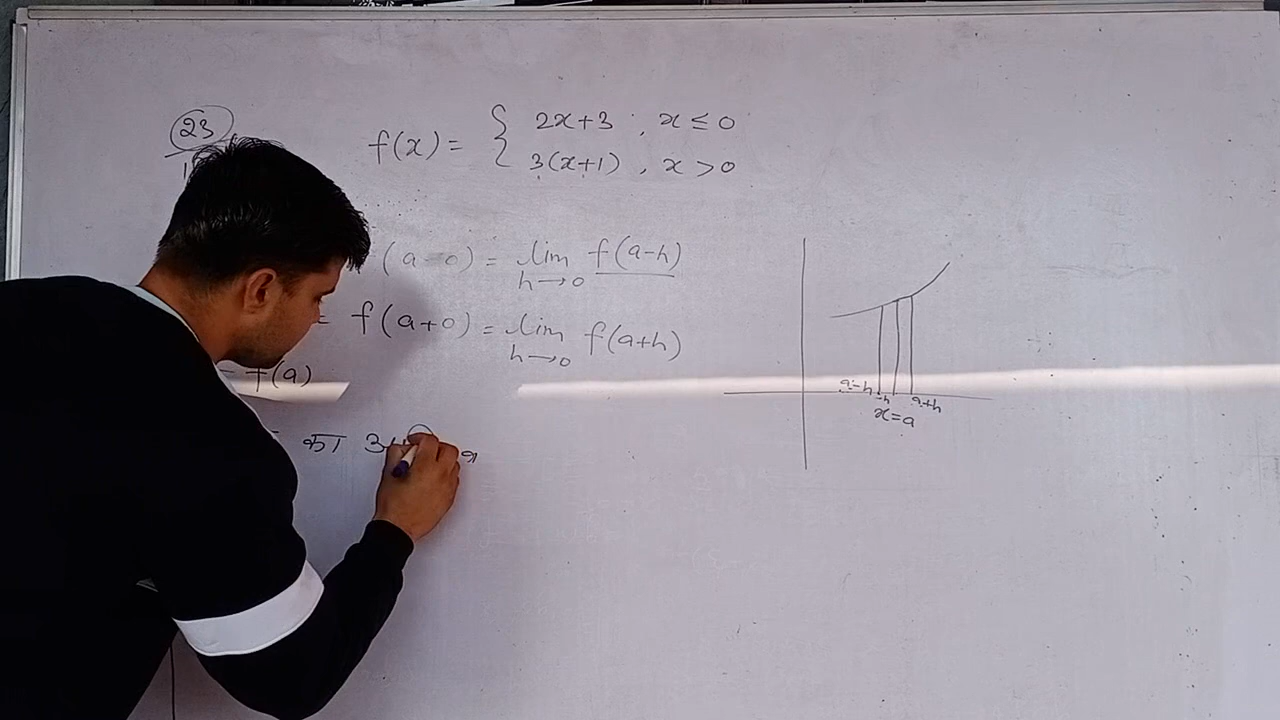 23
f(x) = { 2x+3 , x ≤ 0
3(x+1) , x > 0
(a-0) = lim f(a-h)
h→0
= f(a+0) = lim f(a+h)
h→0
= f(a)
का
a-h h a+h
x=a